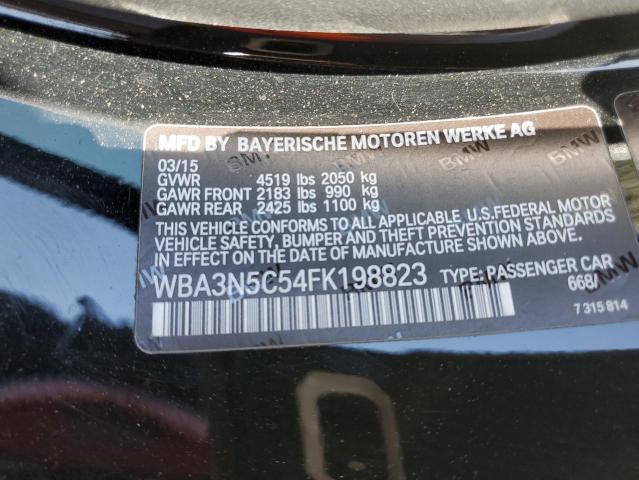 MFD BY BAYERISCHE MOTOREN WERKE AG
03/15
GVWR 4519 lbs 2050 kg
GAWR FRONT 2183 lbs 990 kg
GAWR REAR 2425 lbs 1100 kg
THIS VEHICLE CONFORMS TO ALL APPLICABLE U.S. FEDERAL MOTOR
VEHICLE SAFETY, BUMPER AND THEFT PREVENTION STANDARDS
IN EFFECT ON THE DATE OF MANUFACTURE SHOWN ABOVE.
WBA3N5C54FK198823 TYPE: PASSENGER CAR
668/
7 315 814